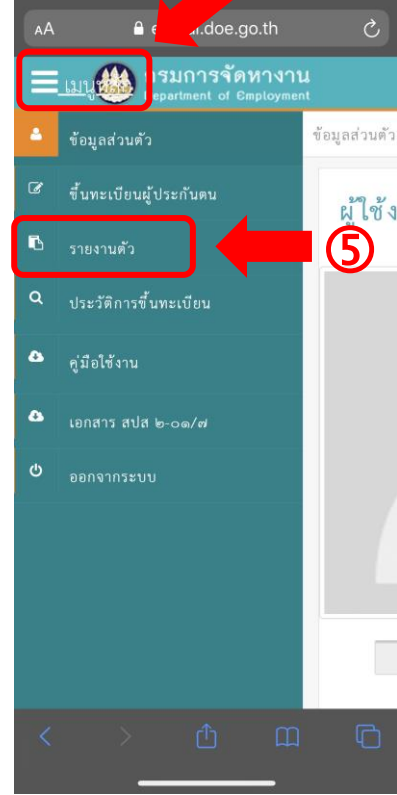 AA
.doe.go.th
เมนู
กรมการจัดหางาน
Department of Employment
ข้อมูลส่วนตัว
ข้อมูลส่วนตัว
ขึ้นทะเบียนผู้ประกันตน
ผู้ใช้ง
รายงานตัว
5
ประวัติการขึ้นทะเบียน
คู่มือใช้งาน
เอกสาร สปส ๒-๐๑/๗
ออกจากระบบ